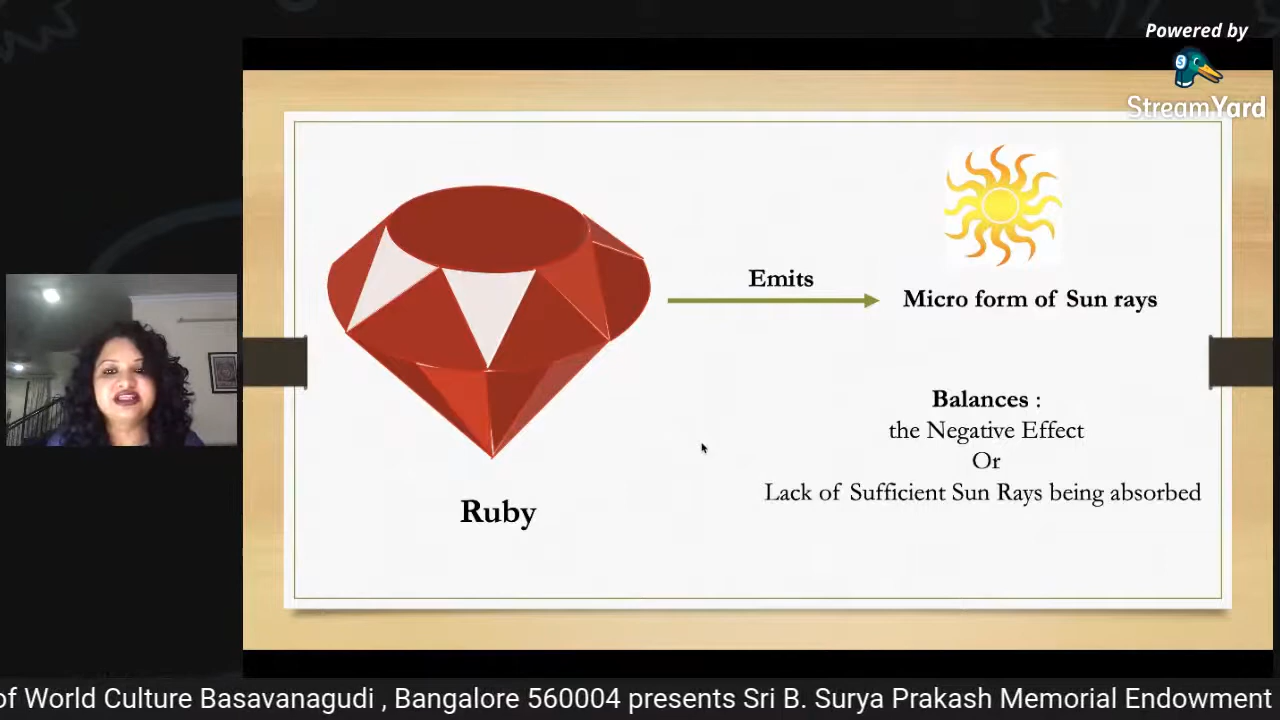 Powered by
StreamYard
Emits
Micro form of Sun rays
Balances :
the Negative Effect
Or
Lack of Sufficient Sun Rays being absorbed
Ruby
of World Culture Basavanagudi , Bangalore 560004 presents Sri B. Surya Prakash Memorial Endowment